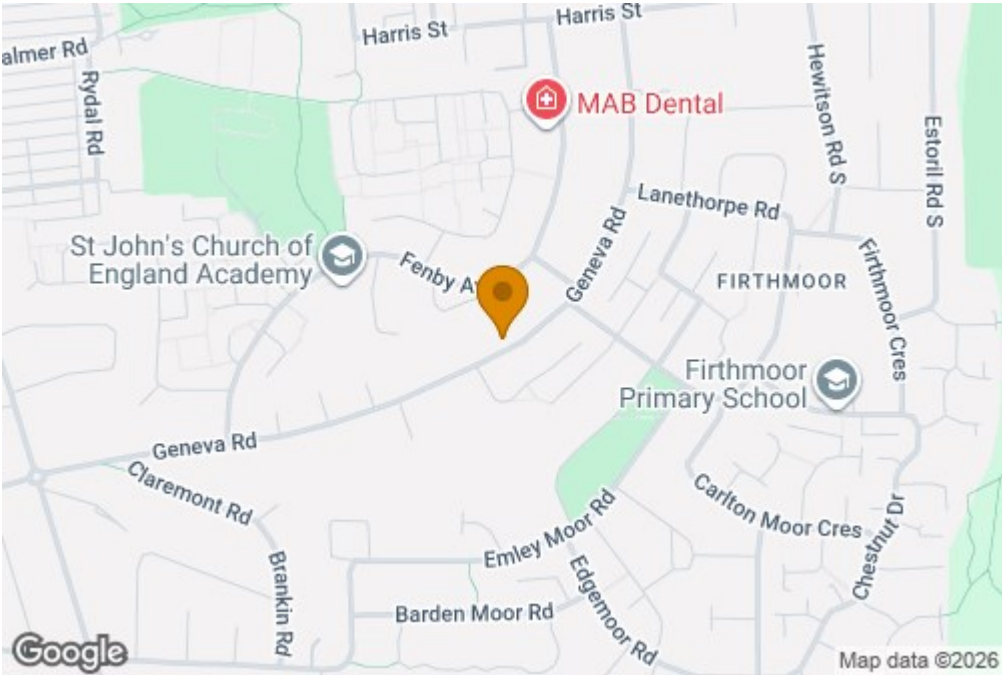 Harris St
Harris St
almer Rd
Rydal Rd
MAB Dental
Hewitson Rd S
Estoril Rd S
Lanethorpe Rd
St John's Church of
England Academy
Fenby Av
Geneva Rd
FIRTHMOOR
Firthmoor Cres
Firthmoor
Primary School
Geneva Rd
Claremont Rd
Carlton Moor Cres
Chestnut Dr
Emley Moor Rd
Brankin Rd
Edgemoor Rd
Barden Moor Rd
Google
Map data ©2026